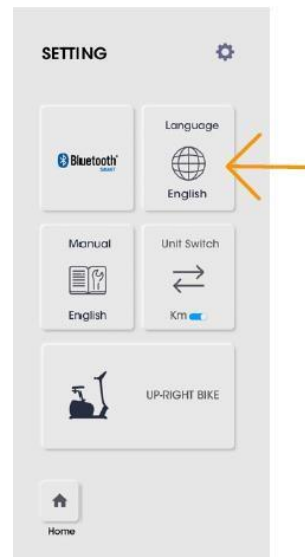 SETTING
Bluetooth
SMART
Language
English
Manual
English
Unit Switch
Km
UP-RIGHT BIKE
Home